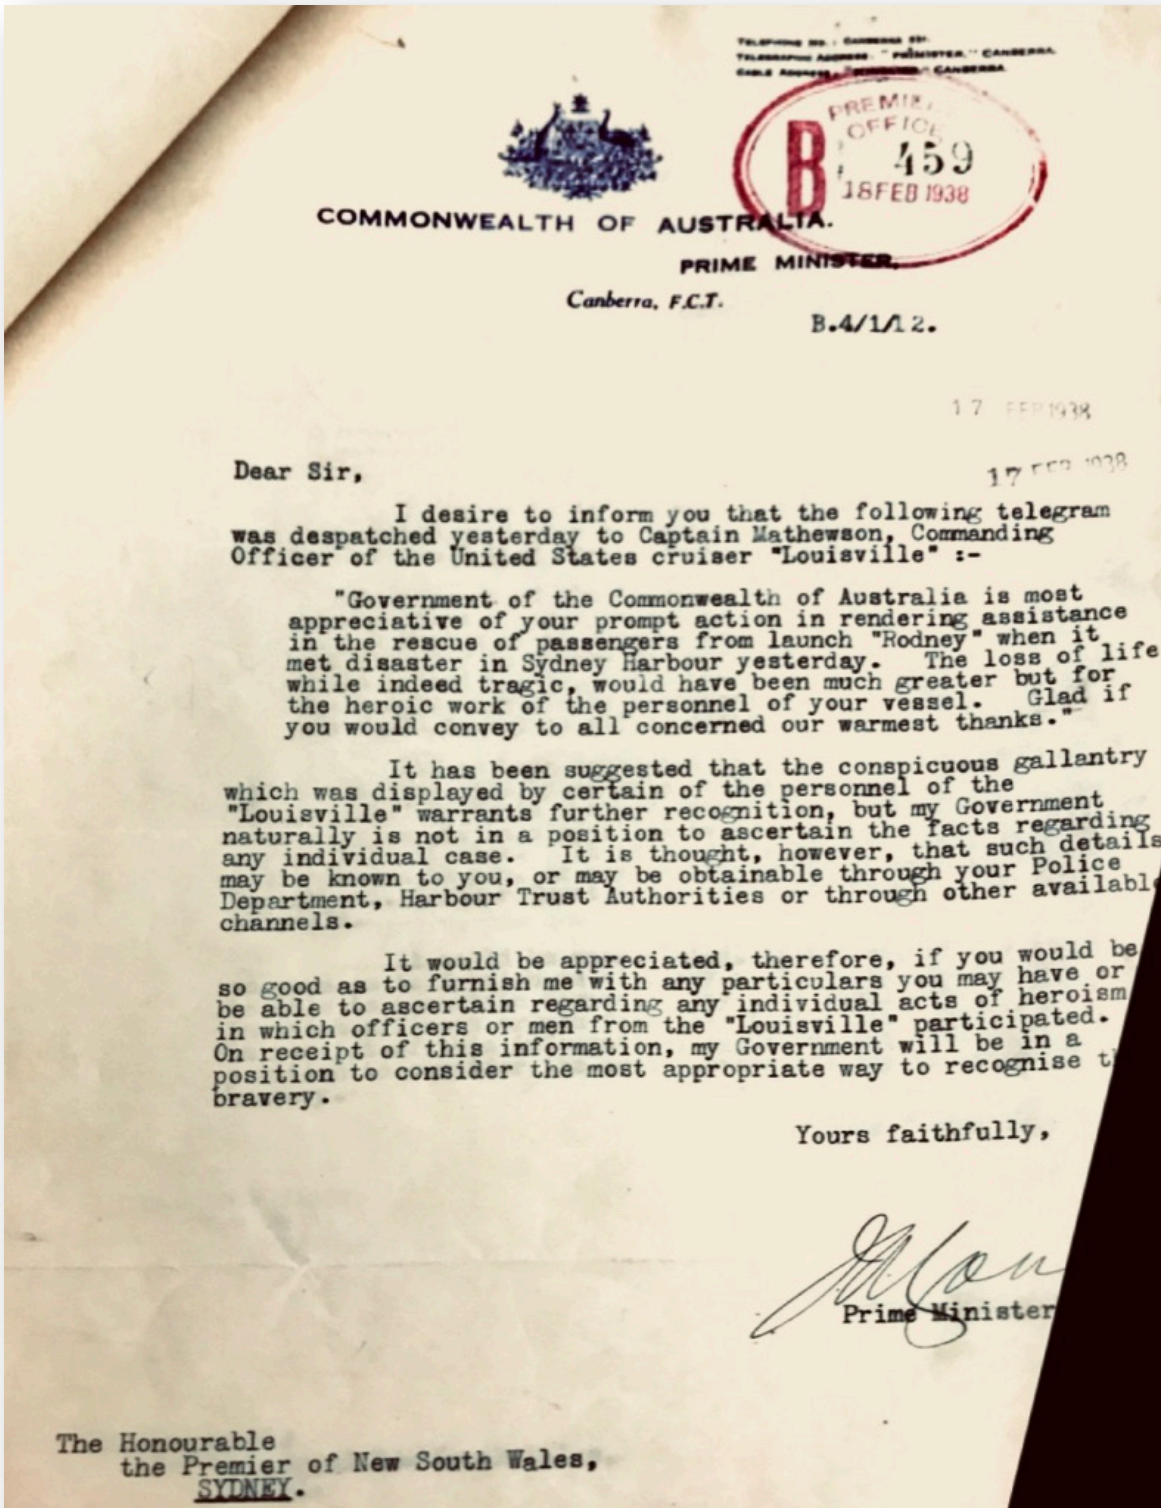 TELEPHONE NO.: CANBERRA
TELEGRAPHIC ADDRESS: " CANBERRA.
CABLE ADDRESS: CANBERRA
PREMIE
OFFICE
B 459
18 FEB 1938
COMMONWEALTH OF AUSTRALIA.
PRIME MINISTER,
Canberra, F.C.T.
B.4/1/12.
17 FEB 1938
17 FEB 1938
Dear Sir,
I desire to inform you that the following telegram
was despatched yesterday to Captain Mathewson, Commanding
Officer of the United States cruiser "Louisville" :-
"Government of the Commonwealth of Australia is most
appreciative of your prompt action in rendering assistance
in the rescue of passengers from launch "Rodney" when it
met disaster in Sydney Harbour yesterday. The loss of life
while indeed tragic, would have been much greater but for
the heroic work of the personnel of your vessel. Glad if
you would convey to all concerned our warmest thanks."
It has been suggested that the conspicuous gallantry
which was displayed by certain of the personnel of the
"Louisville" warrants further recognition, but my Government
naturally is not in a position to ascertain the facts regarding
any individual case. It is thought, however, that such details
may be known to you, or may be obtainable through your Police
Department, Harbour Trust Authorities or through other available
channels.
It would be appreciated, therefore, if you would be
so good as to furnish me with any particulars you may have or
be able to ascertain regarding any individual acts of heroism
in which officers or men from the "Louisville" participated.
On receipt of this information, my Government will be in a
position to consider the most appropriate way to recognise
bravery.
Yours faithfully,
Prime Minister
The Honourable
the Premier of New South Wales,
SYDNEY.